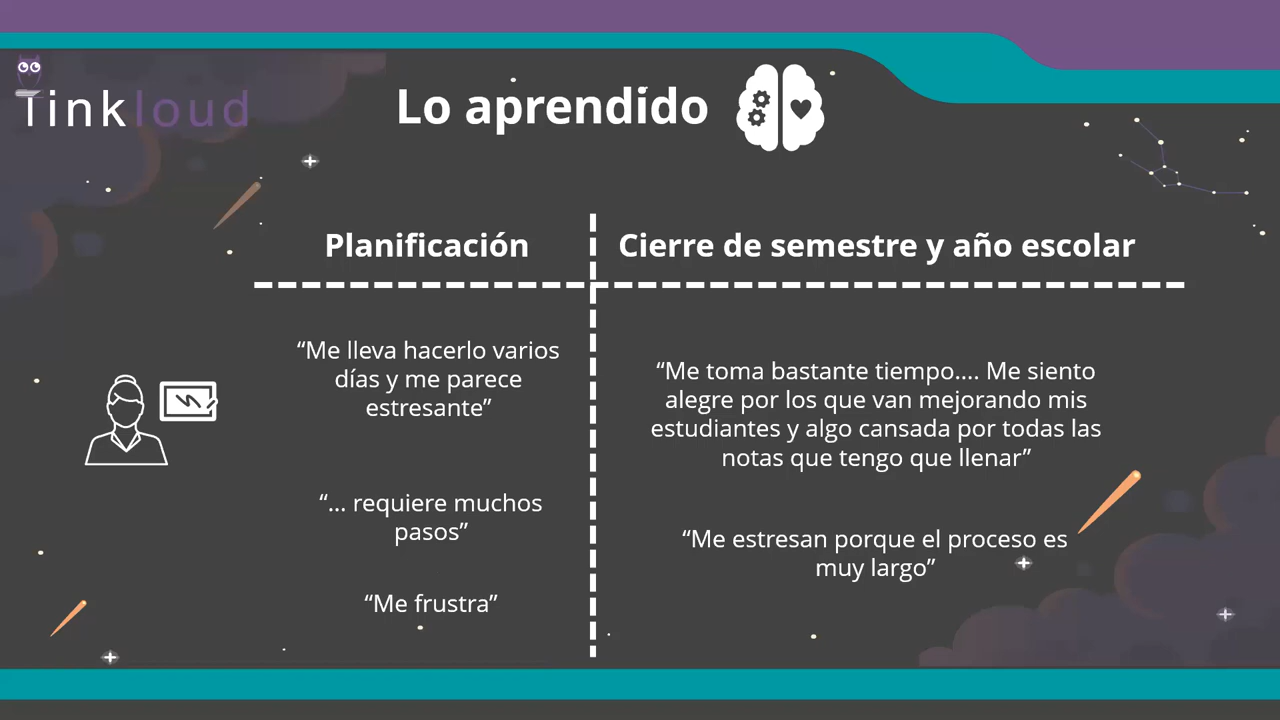 Tinkloud
Lo aprendido
Planificación
Cierre de semestre y año escolar
“Me lleva hacerlo varios
días y me parece
estresante”
“... requiere muchos
pasos”
“Me frustra”
“Me toma bastante tiempo.... Me siento
alegre por los que van mejorando mis
estudiantes y algo cansada por todas las
notas que tengo que llenar”
“Me estresan porque el proceso es
muy largo”